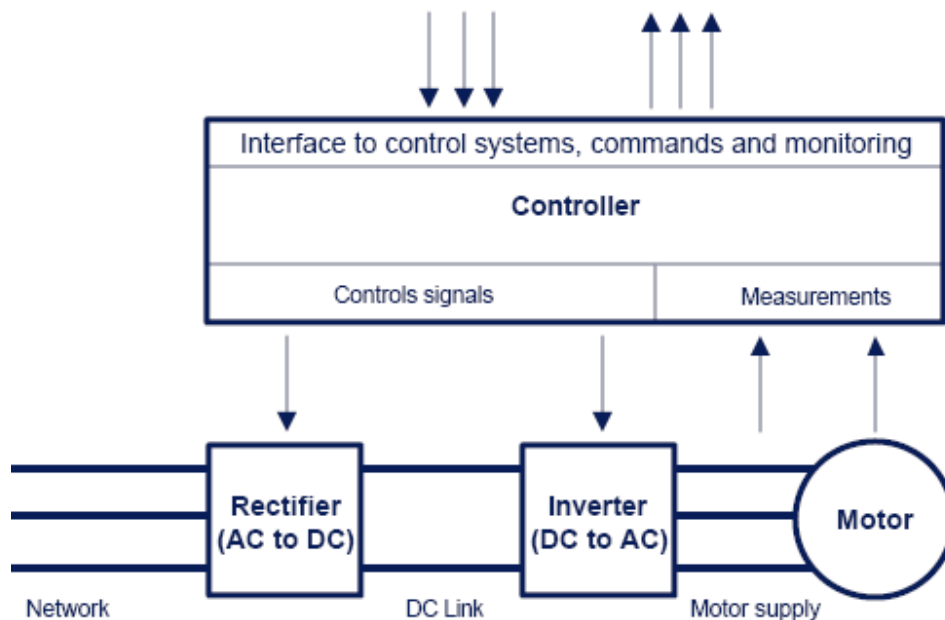 Interface to control systems, commands and monitoring
Controller
Controls signals
Measurements
Rectifier
(AC to DC)
Inverter
(DC to AC)
Motor
Network
DC Link
Motor supply